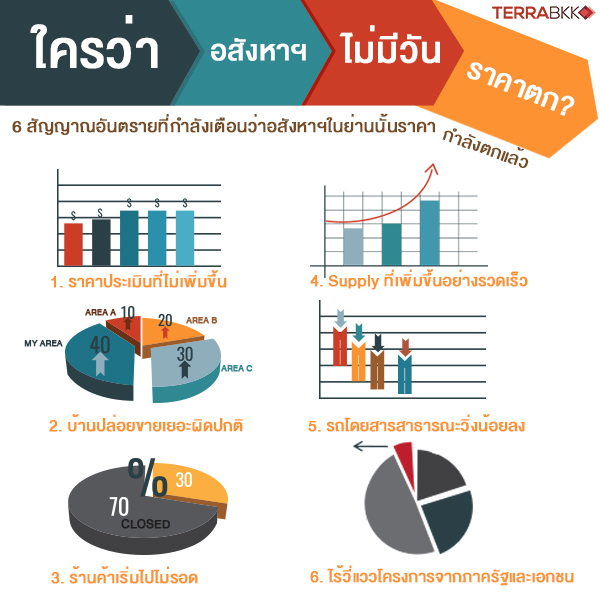 TERRABKK
ใครว่า อสังหาฯ ไม่มีวัน ราคาตก?
6 สัญญาณอันตรายที่กำลังเตือนว่าอสังหาฯในย่านนั้นราคา กำลังตกแล้ว
$ $ $ $ $
1. ราคาประเมินที่ไม่เพิ่มขึ้น
4. Supply ที่เพิ่มขึ้นอย่างรวดเร็ว
AREA A 10
20 AREA B
MY AREA 40
30 AREA C
2. บ้านปล่อยขายเยอะผิดปกติ
5. รถโดยสารสาธารณะวิ่งน้อยลง
% 30
70
CLOSED
3. ร้านค้าเริ่มไปไม่รอด
6. ไร้วี่แววโครงการจากภาครัฐและเอกชน